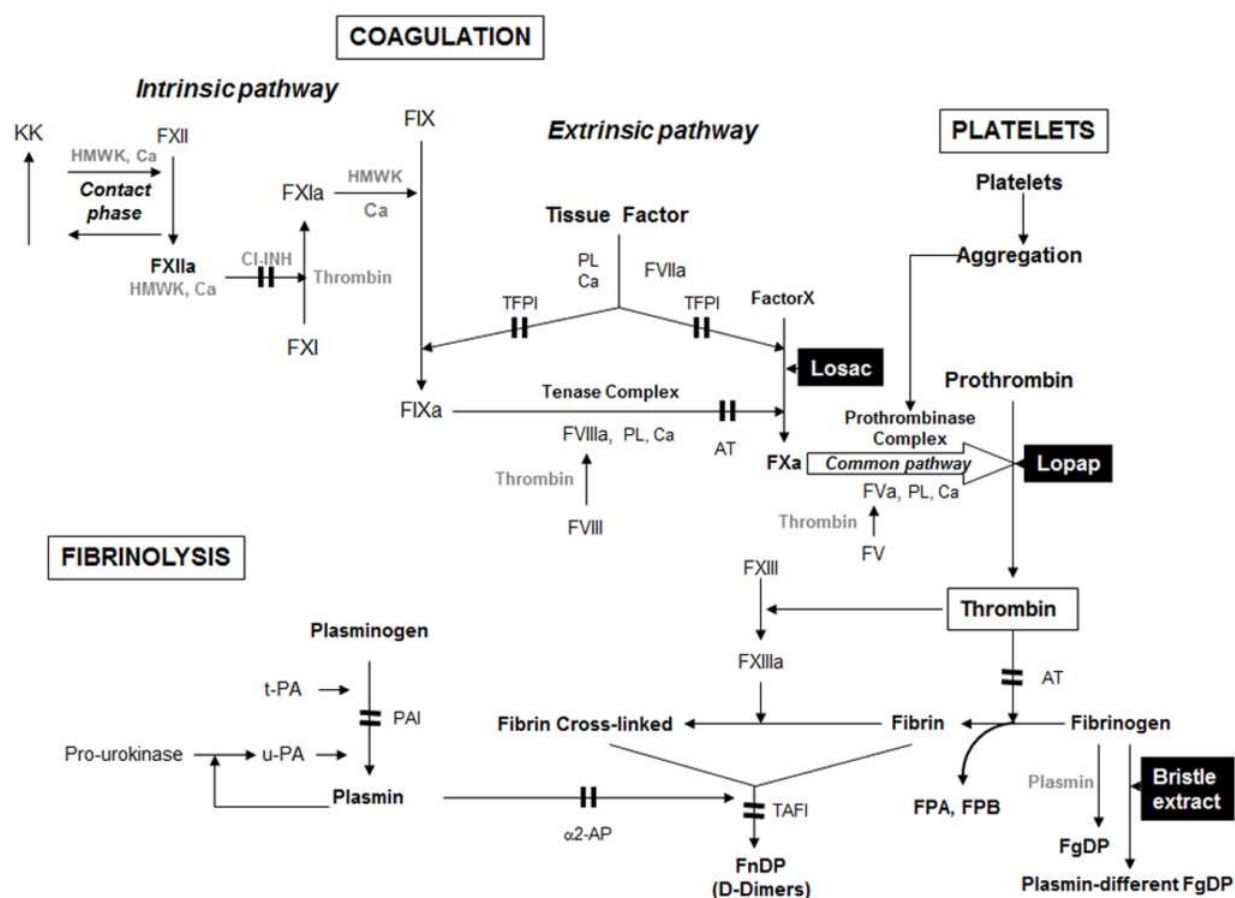 COAGULATION
Intrinsic pathway
Extrinsic pathway
PLATELETS
KK
FXII
HMWK, Ca
Contact
phase
FXIIa
HMWK, Ca
CI-INH
FXIa
Thrombin
FXI
HMWK
Ca
FIX
FIXa
Tissue Factor
PL
Ca
FVIIa
TFPI
TFPI
FactorX
Losac
Tenase Complex
FVIIIa, PL, Ca
AT
Thrombin
FVIII
FXa
Platelets
Aggregation
Prothrombin
Prothrombinase
Complex
Common pathway
Lopap
FVa, PL, Ca
Thrombin
FV
FIBRINOLYSIS
FXIII
Thrombin
FXIIIa
AT
Plasminogen
t-PA
PAI
Pro-urokinase
u-PA
Plasmin
α2-AP
Fibrin Cross-linked
Fibrin
Fibrinogen
TAFI
FnDP
(D-Dimers)
FPA, FPB
Plasmin
Bristle
extract
FgDP
Plasmin-different FgDP